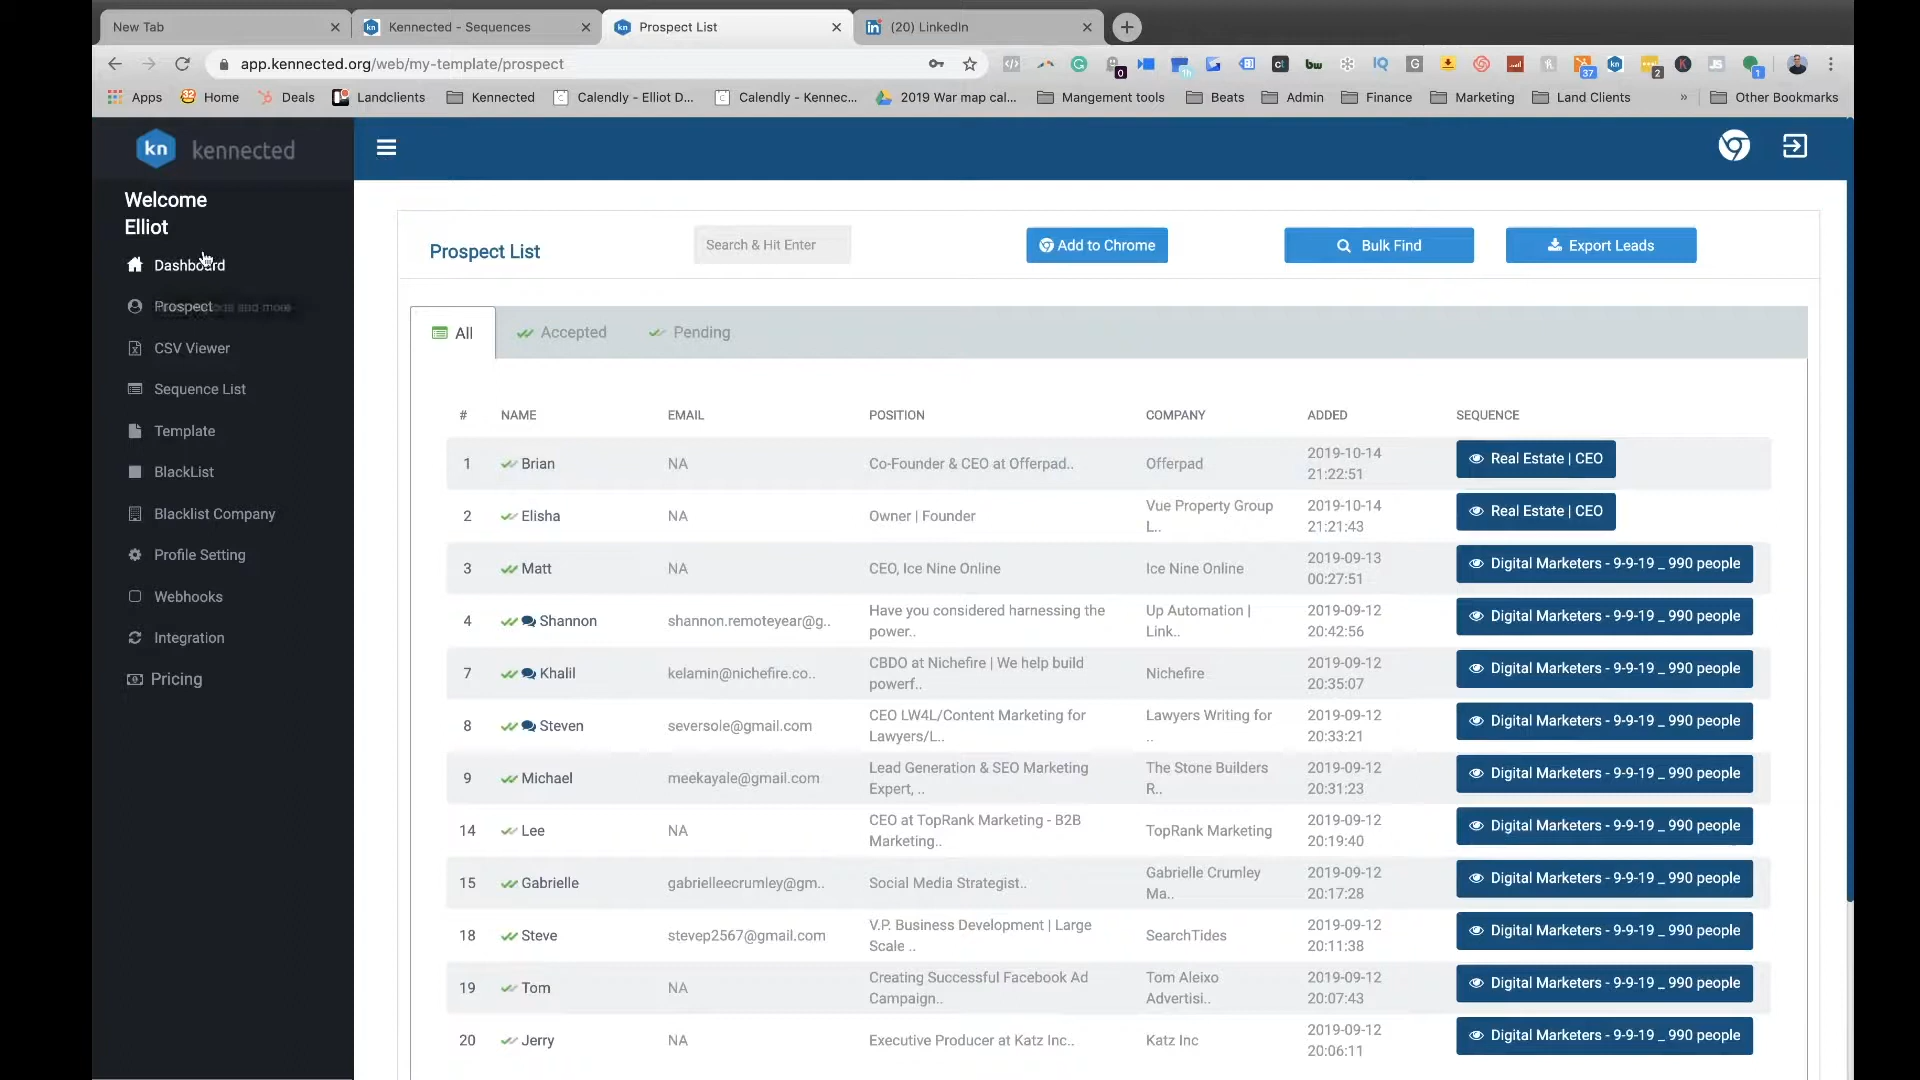 New Tab
Kennected - Sequences
Prospect List
(20) LinkedIn
app.kennected.org/web/my-template/prospect
Apps
Home
Deals
Landclients
Kennected
Calendly - Elliot D...
Calendly - Kennec...
2019 War map cal...
Mangement tools
Beats
Admin
Finance
Marketing
Land Clients
»
Other Bookmarks
kn kennected
Welcome
Elliot
Dashboard
Prospect
CSV Viewer
Sequence List
Template
BlackList
Blacklist Company
Profile Setting
Webhooks
Integration
Pricing
Prospect List
Search & Hit Enter
Add to Chrome
Bulk Find
Export Leads
All
Accepted
Pending
# NAME EMAIL POSITION COMPANY ADDED SEQUENCE
1 Brian NA Co-Founder & CEO at Offerpad.. Offerpad 2019-10-14 21:22:51 Real Estate | CEO
2 Elisha NA Owner | Founder Vue Property Group L.. 2019-10-14 21:21:43 Real Estate | CEO
3 Matt NA CEO, Ice Nine Online Ice Nine Online 2019-09-13 00:27:51 Digital Marketers - 9-9-19 _ 990 people
4 Shannon shannon.remoteyear@g.. Have you considered harnessing the power.. Up Automation | Link.. 2019-09-12 20:42:56 Digital Marketers - 9-9-19 _ 990 people
7 Khalil kelamin@nichefire.co.. CBDO at Nichefire | We help build powerf.. Nichefire 2019-09-12 20:35:07 Digital Marketers - 9-9-19 _ 990 people
8 Steven seversole@gmail.com CEO LW4L/Content Marketing for Lawyers/L.. Lawyers Writing for .. 2019-09-12 20:33:21 Digital Marketers - 9-9-19 _ 990 people
9 Michael meekayale@gmail.com Lead Generation & SEO Marketing Expert, .. The Stone Builders R.. 2019-09-12 20:31:23 Digital Marketers - 9-9-19 _ 990 people
14 Lee NA CEO at TopRank Marketing - B2B Marketing.. TopRank Marketing 2019-09-12 20:19:40 Digital Marketers - 9-9-19 _ 990 people
15 Gabrielle gabrielleecrumley@gm.. Social Media Strategist.. Gabrielle Crumley Ma.. 2019-09-12 20:17:28 Digital Marketers - 9-9-19 _ 990 people
18 Steve stevep2567@gmail.com V.P. Business Development | Large Scale .. SearchTides 2019-09-12 20:11:38 Digital Marketers - 9-9-19 _ 990 people
19 Tom NA Creating Successful Facebook Ad Campaign.. Tom Aleixo Advertisi.. 2019-09-12 20:07:43 Digital Marketers - 9-9-19 _ 990 people
20 Jerry NA Executive Producer at Katz Inc.. Katz Inc 2019-09-12 20:06:11 Digital Marketers - 9-9-19 _ 990 people